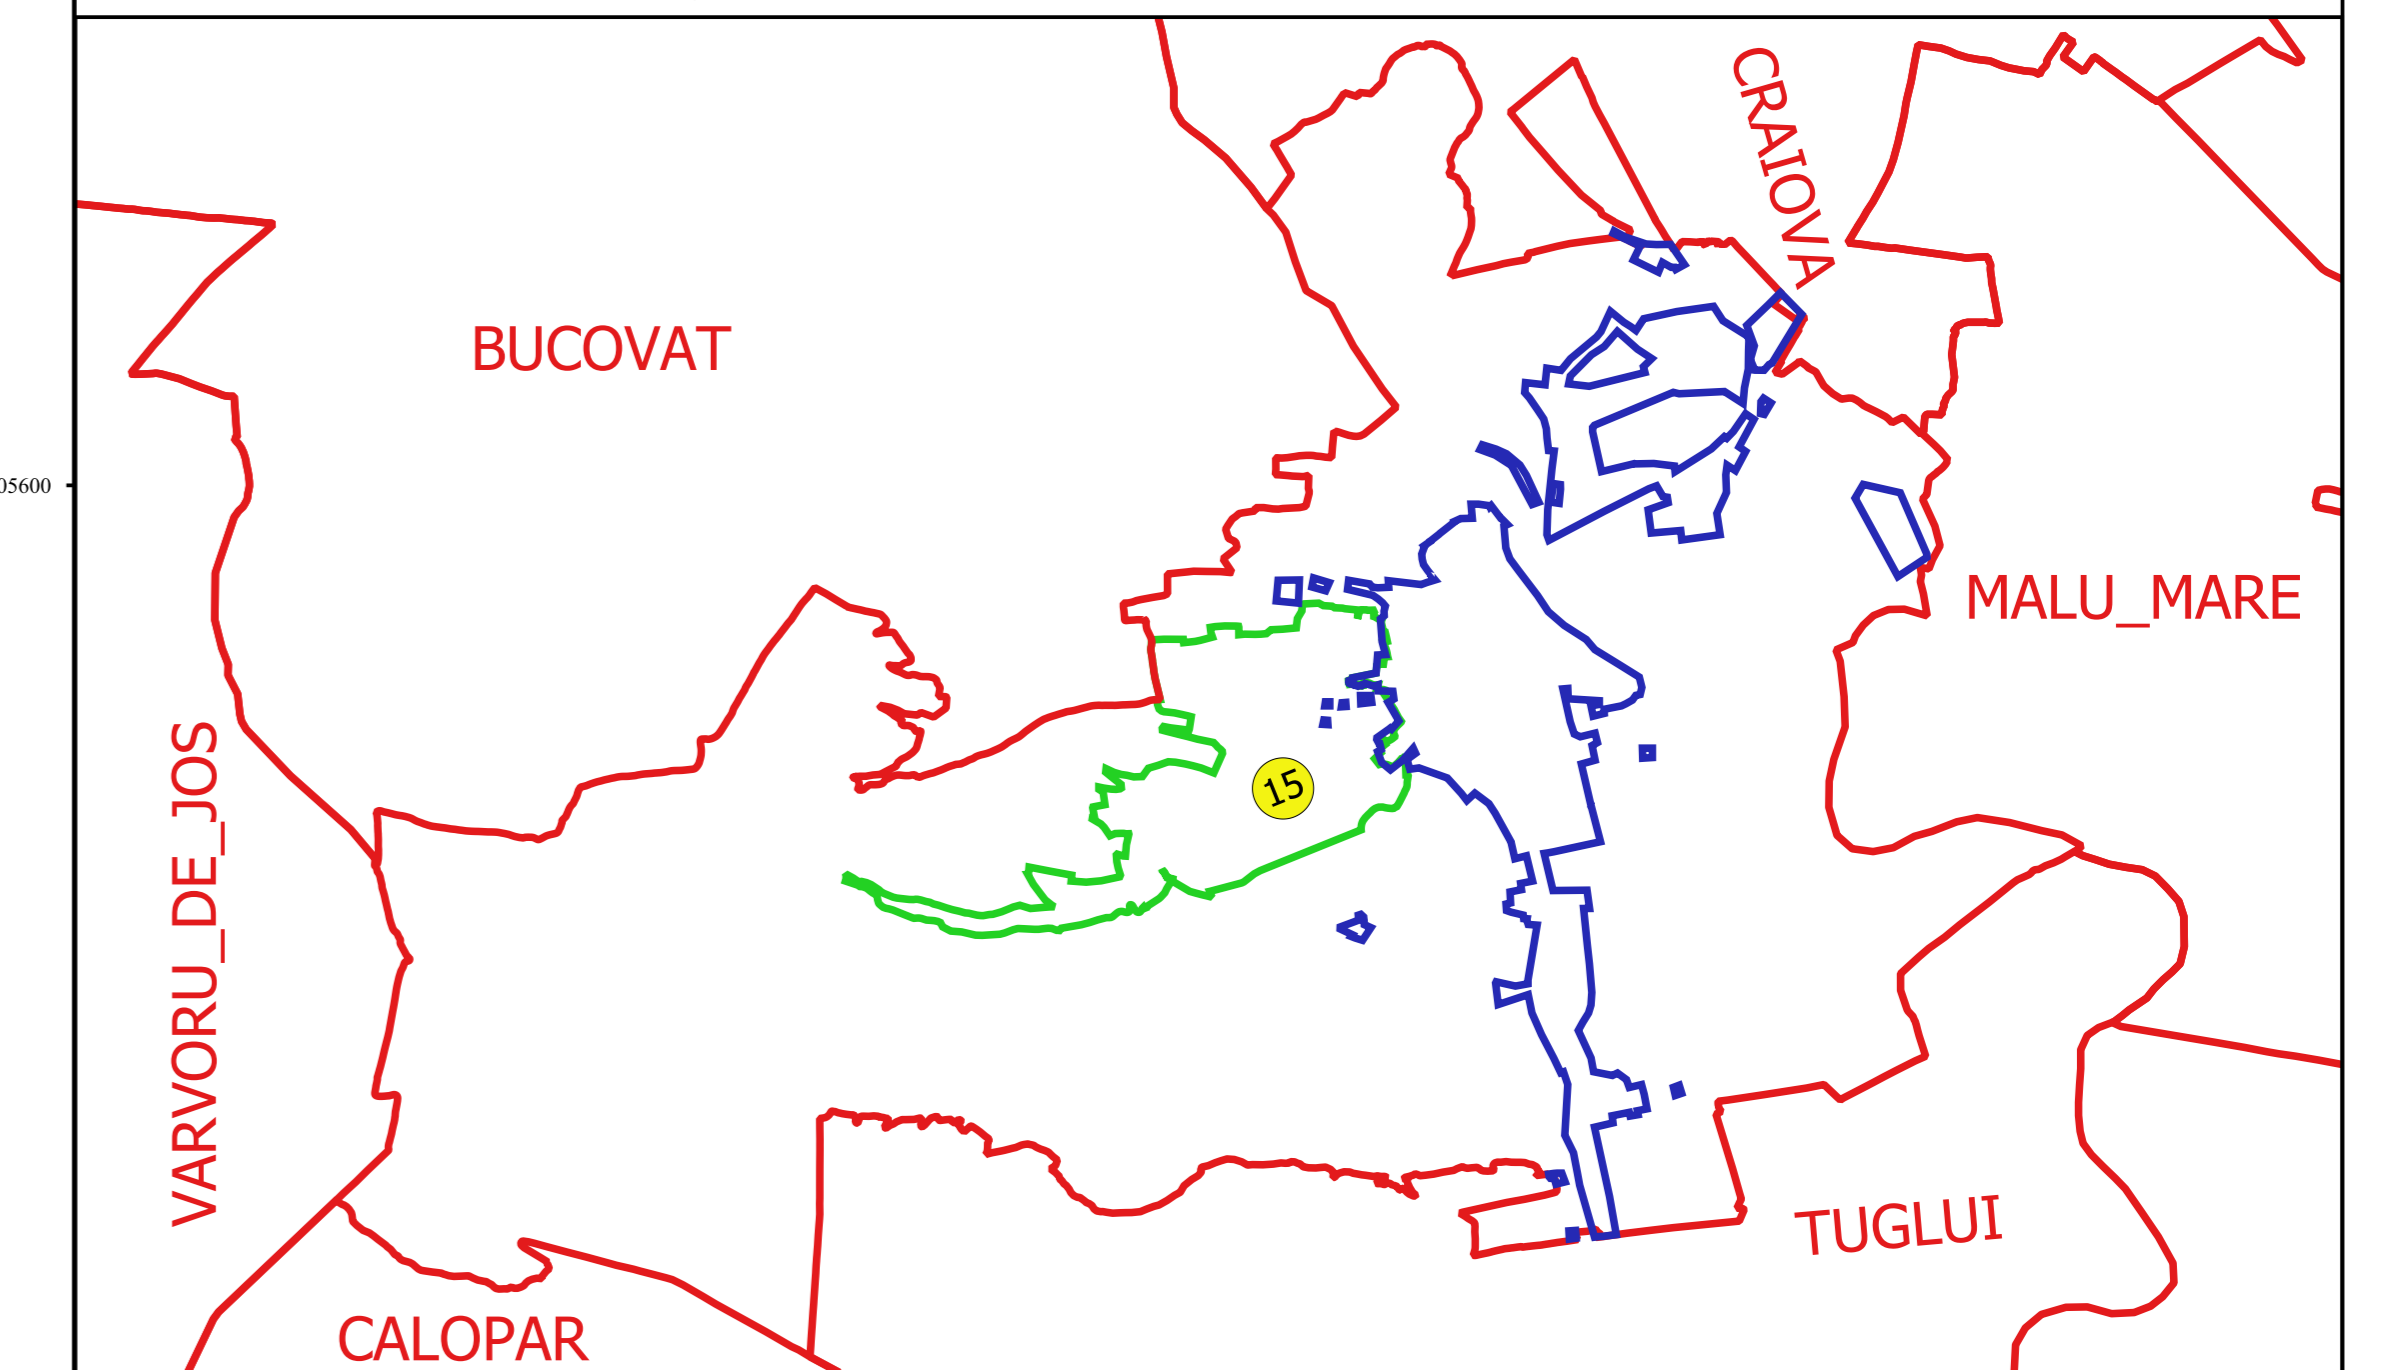 CRAIOVA
BUCOVAT
05600
MALU_MARE
VARVORU_DE_JOS
15
TUGLUI
CALOPAR